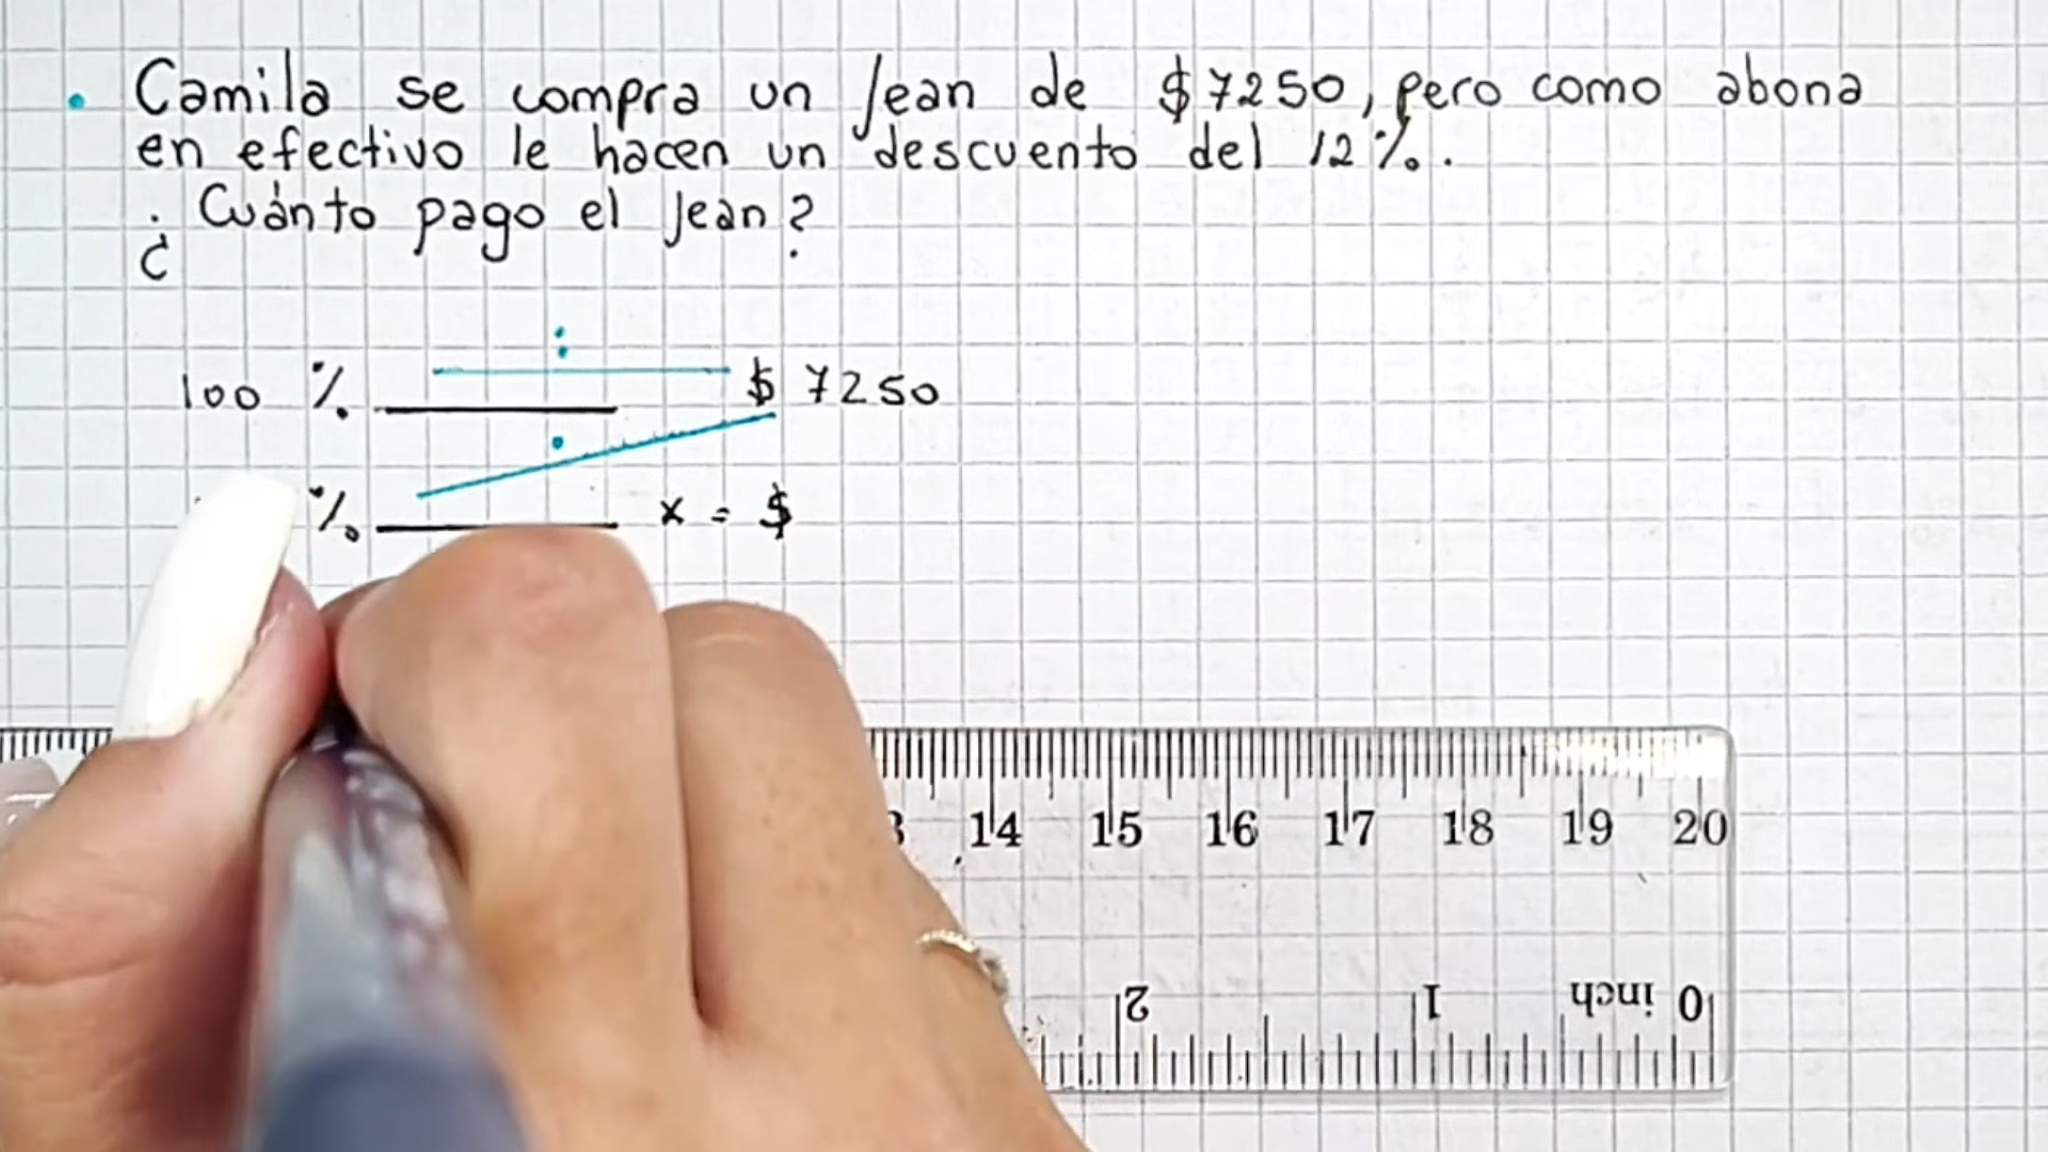 • Camila se compra un Jean de $7250, pero como abona
en efectivo le hacen un descuento del 12%.
¿Cuánto pago el Jean?
:
100 % $ 7250
.
% x = $
14 15 16 17 18 19 20
2 1 0 inch